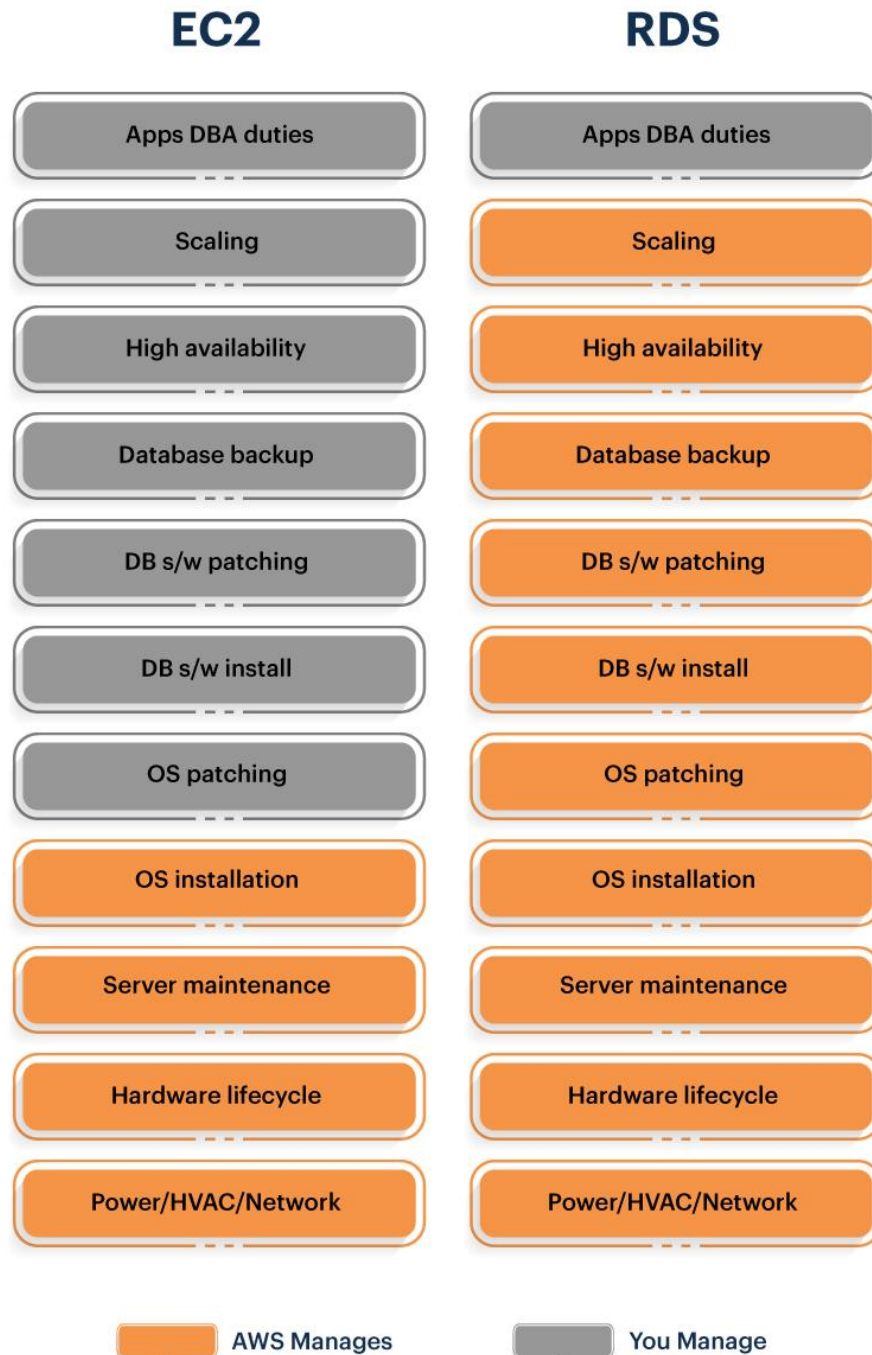 EC2
Apps DBA duties
Scaling
High availability
Database backup
DB s/w patching
DB s/w install
OS patching
OS installation
Server maintenance
Hardware lifecycle
Power/HVAC/Network
RDS
Apps DBA duties
Scaling
High availability
Database backup
DB s/w patching
DB s/w install
OS patching
OS installation
Server maintenance
Hardware lifecycle
Power/HVAC/Network
AWS Manages
You Manage